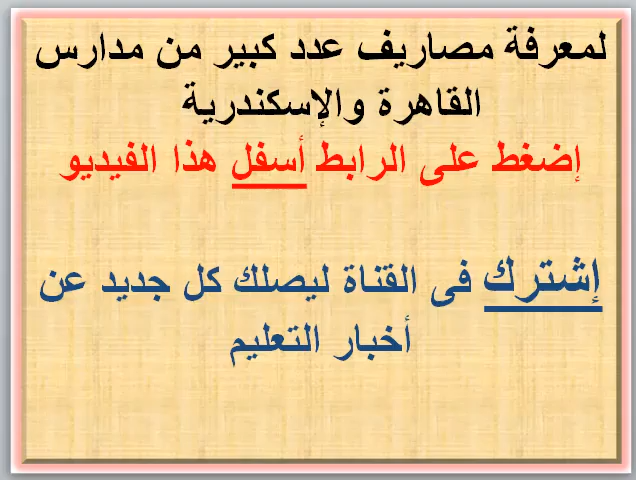 لمعرفة مصاريف عدد كبير من مدارس
القاهرة والإسكندرية
إضغط على الرابط أسفل هذا الفيديو
إشترك فى القناة ليصلك كل جديد عن
أخبار التعليم